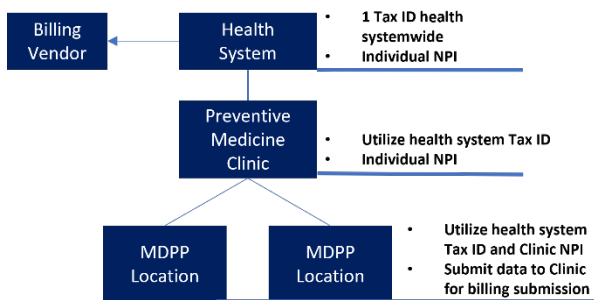 Billing
Vendor
Health
System
• 1 Tax ID health
systemwide
• Individual NPI
Preventive
Medicine
Clinic
• Utilize health system Tax ID
• Individual NPI
MDPP
Location
MDPP
Location
• Utilize health system
Tax ID and Clinic NPI
• Submit data to Clinic
for billing submission